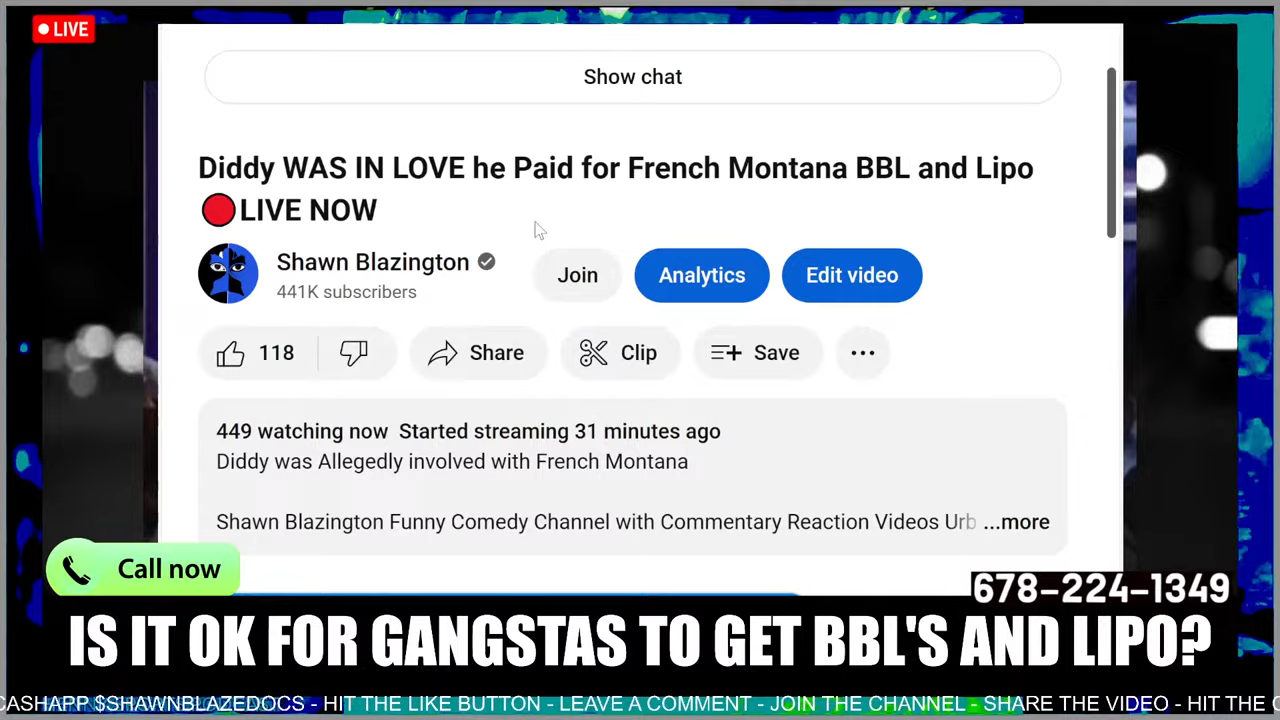 LIVE
Show chat
Diddy WAS IN LOVE he Paid for French Montana BBL and Lipo
🔴LIVE NOW
Shawn Blazington
441K subscribers
Join
Analytics
Edit video
118
Share
Clip
Save
449 watching now Started streaming 31 minutes ago
Diddy was Allegedly involved with French Montana
Shawn Blazington Funny Comedy Channel with Commentary Reaction Videos Urb ...more
Call now
678-224-1349
IS IT OK FOR GANGSTAS TO GET BBL'S AND LIPO?
CASHAPP $SHAWNBLAZEDOCS - HIT THE LIKE BUTTON - LEAVE A COMMENT - JOIN THE CHANNEL - SHARE THE VIDEO - HIT THE